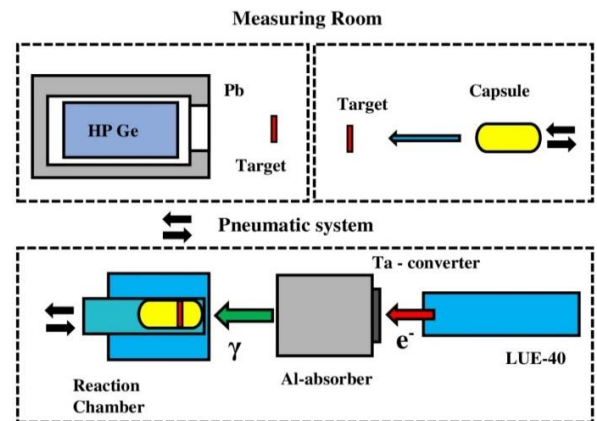 Measuring Room
Pb
HP Ge
Target
Target
Capsule
Pneumatic system
Ta - converter
γ
e-
LUE-40
Al-absorber
Reaction
Chamber